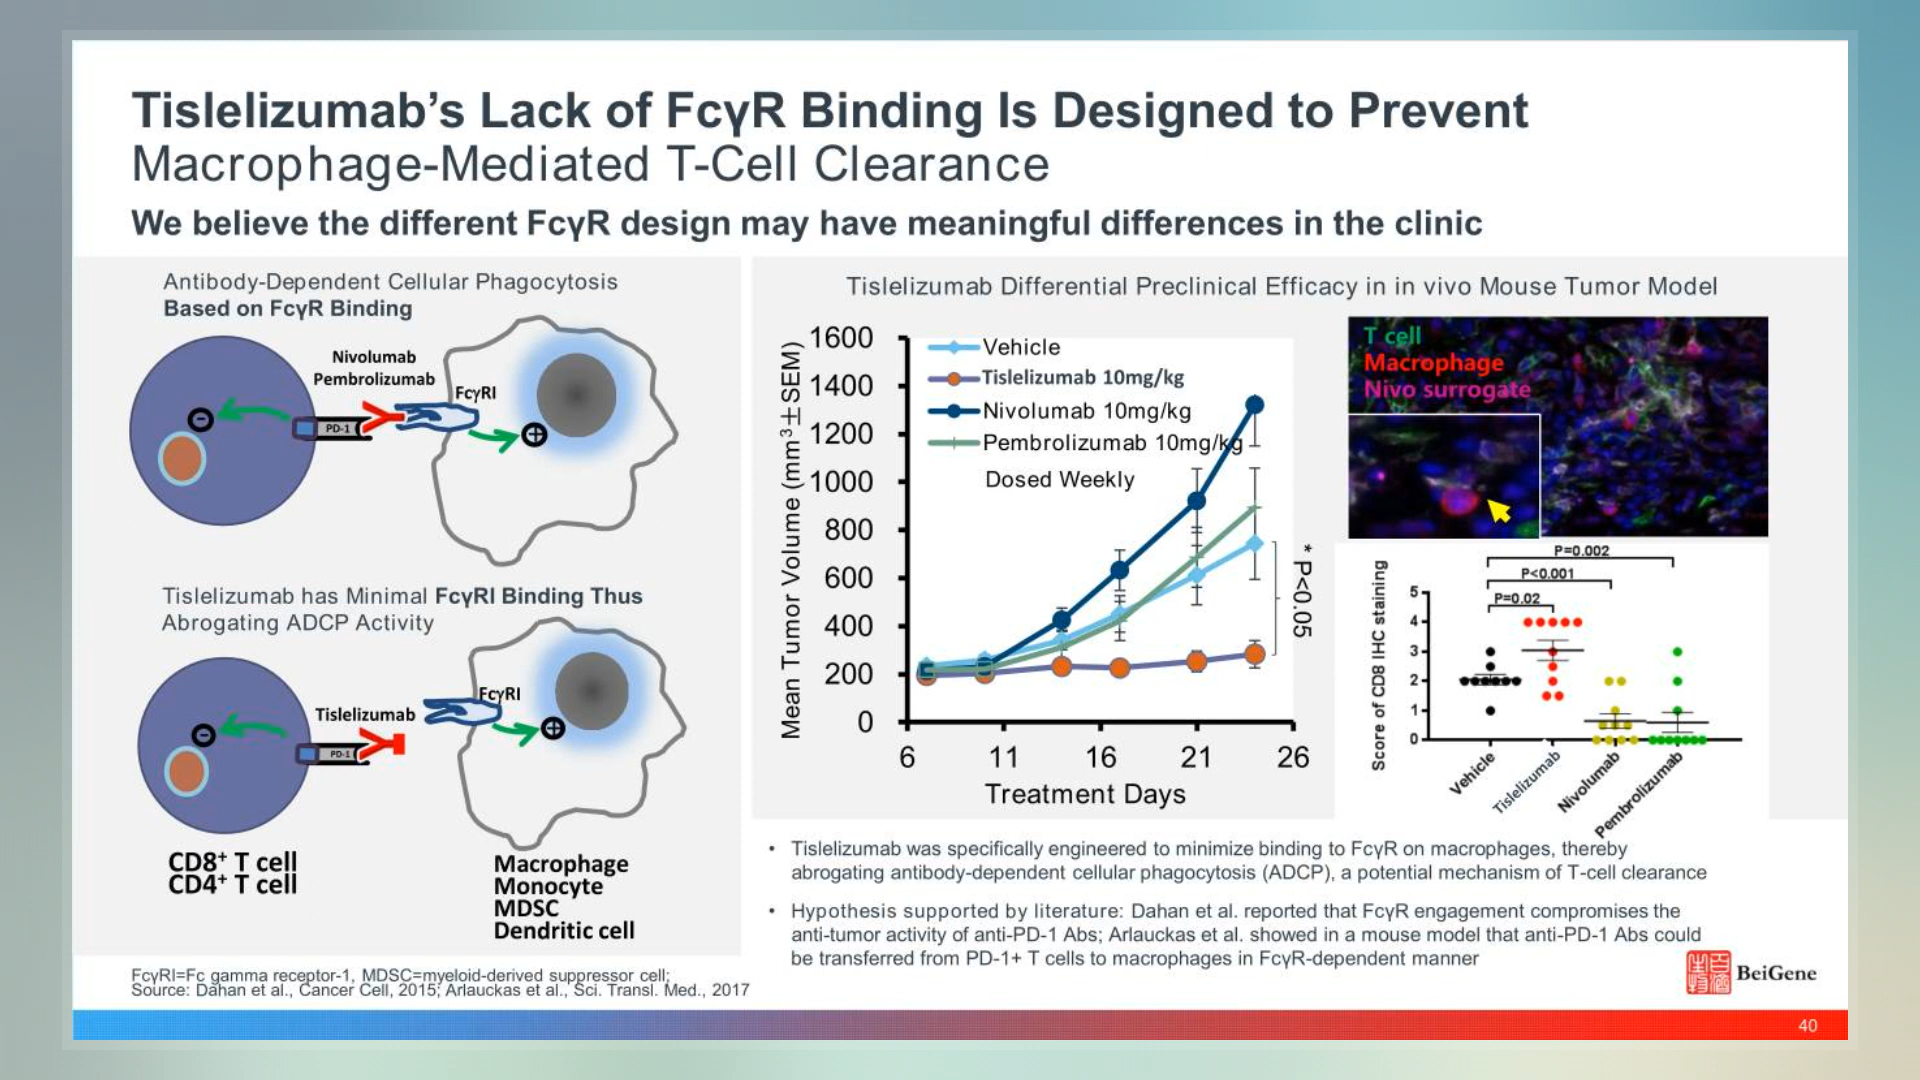 Tislelizumab's Lack of FcγR Binding Is Designed to Prevent
Macrophage-Mediated T-Cell Clearance
We believe the different FcγR design may have meaningful differences in the clinic
Antibody-Dependent Cellular Phagocytosis
Based on FcγR Binding
Nivolumab
Pembrolizumab
FcγRI
PD-1
Tislelizumab has Minimal FcγRI Binding Thus
Abrogating ADCP Activity
FcγRI
Tislelizumab
PD-1
CD8+ T cell
CD4+ T cell
Macrophage
Monocyte
MDSC
Dendritic cell
Tislelizumab Differential Preclinical Efficacy in in vivo Mouse Tumor Model
Mean Tumor Volume (mm³±SEM)
1600
1400
1200
1000
800
600
400
200
0
Vehicle
Tislelizumab 10mg/kg
Nivolumab 10mg/kg
Pembrolizumab 10mg/kg
Dosed Weekly
* P<0.05
6 11 16 21 26
Treatment Days
T cell
Macrophage
Nivo surrogate
P=0.002
P<0.001
P=0.02
Score of CD8 IHC staining
5
4
3
2
1
0
Vehicle
Tislelizumab
Nivolumab
Pembrolizumab
• Tislelizumab was specifically engineered to minimize binding to FcγR on macrophages, thereby
abrogating antibody-dependent cellular phagocytosis (ADCP), a potential mechanism of T-cell clearance
• Hypothesis supported by literature: Dahan et al. reported that FcγR engagement compromises the
anti-tumor activity of anti-PD-1 Abs; Arlauckas et al. showed in a mouse model that anti-PD-1 Abs could
be transferred from PD-1+ T cells to macrophages in FcγR-dependent manner
FcγRI=Fc gamma receptor-1, MDSC=myeloid-derived suppressor cell;
Source: Dahan et al., Cancer Cell, 2015; Arlauckas et al., Sci. Transl. Med., 2017
百濟
神州
BeiGene
40